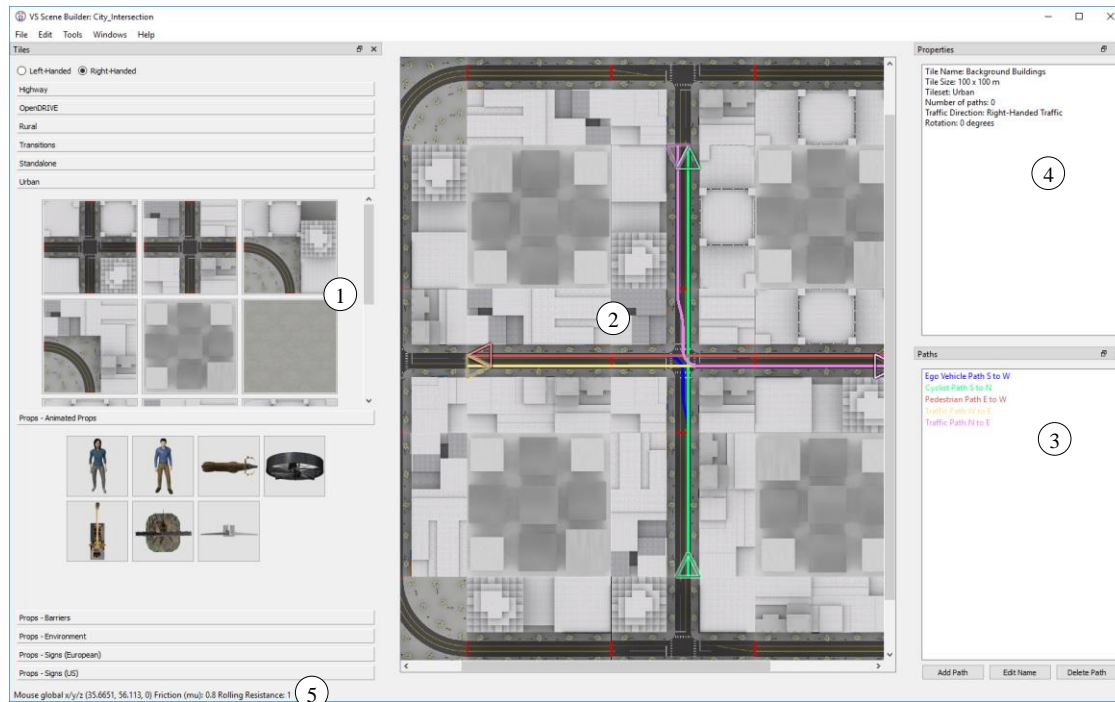 VS Scene Builder: City_Intersection
File Edit Tools Windows Help
Tiles
Left-Handed Right-Handed
Highway
OpenDRIVE
Rural
Transitions
Standalone
Urban
1
Props - Animated Props
Props - Barriers
Props - Environment
Props - Signs (European)
Props - Signs (US)
Mouse global x/y/z (35.6651, 56.113, 0) Friction (mu): 0.8 Rolling Resistance: 1
5
2
Properties
Tile Name: Background Buildings
Tile Size: 100 x 100 m
Tileset: Urban
Number of paths: 0
Traffic Direction: Right-Handed Traffic
Rotation: 0 degrees
4
Paths
Ego Vehicle Path S to W
Cyclist Path S to N
Pedestrian Path E to W
Traffic Path W to E
Traffic Path N to E
3
Add Path Edit Name Delete Path